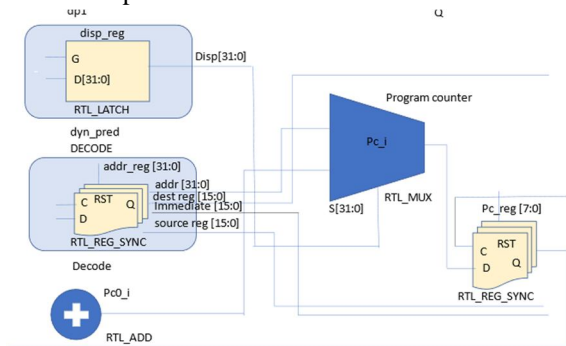 Q
disp_reg
G
D[31:0]
Disp[31:0]
RTL_LATCH
Program counter
Pc_i
dyn_pred
DECODE
addr_reg [31:0]
addr [31:0]
dest reg [15:0]
Immediate [15:0]
source reg [15:0]
C RST Q
D
RTL_REG_SYNC
S[31:0]
RTL_MUX
Pc_reg [7:0]
RST
C
D Q
RTL_REG_SYNC
Decode
Pc0_i
RTL_ADD